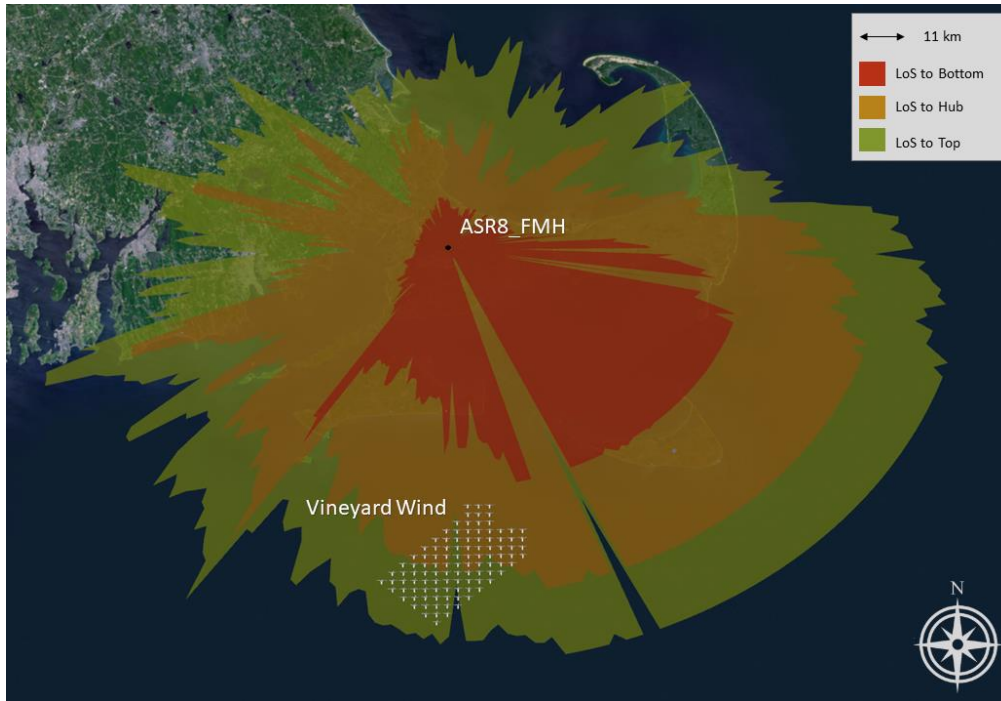 11 km
LoS to Bottom
LoS to Hub
LoS to Top
ASR8_FMH
Vineyard Wind
N